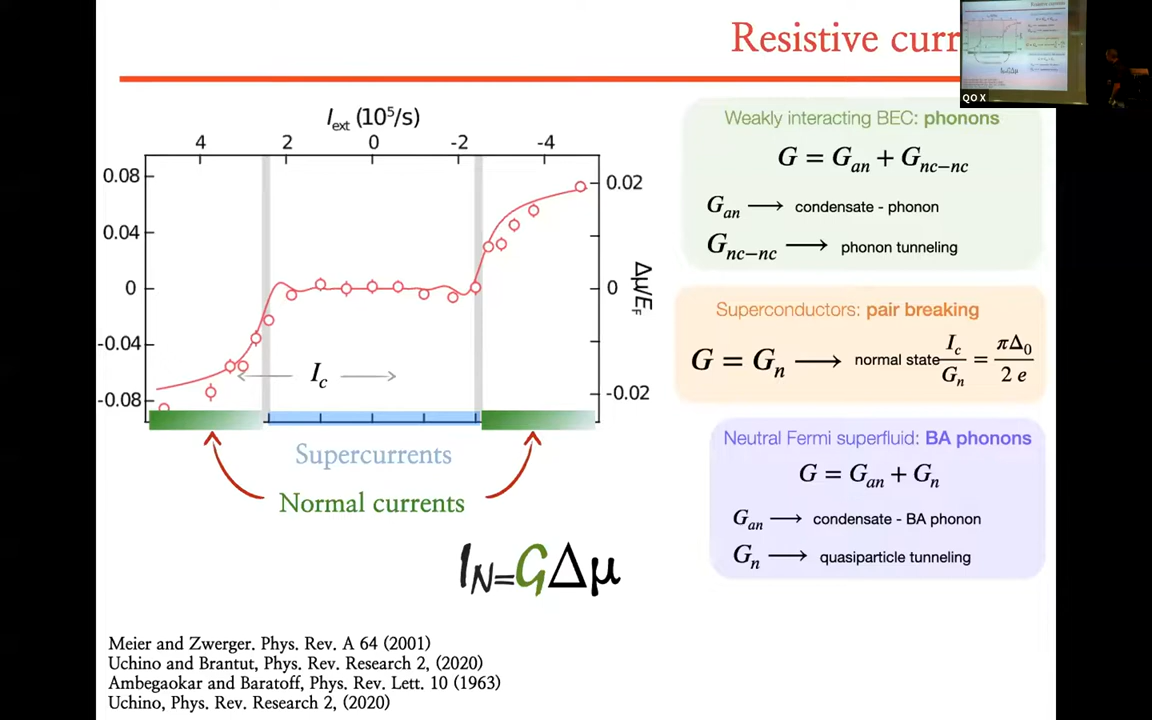 Resistive curr
I_ext (10^5/s)
4 2 0 -2 -4
0.08
0.04
0
-0.04
-0.08
0.02
0
-0.02
Δμ/E_F
I_c
Supercurrents
Normal currents
I_N=GΔμ
Meier and Zwerger. Phys. Rev. A 64 (2001)
Uchino and Brantut, Phys. Rev. Research 2, (2020)
Ambegaokar and Baratoff, Phys. Rev. Lett. 10 (1963)
Uchino, Phys. Rev. Research 2, (2020)
Weakly interacting BEC: phonons
G = G_an + G_nc-nc
G_an → condensate - phonon
G_nc-nc → phonon tunneling
Superconductors: pair breaking
G = G_n → normal state I_c/G_n = πΔ_0/2 e
Neutral Fermi superfluid: BA phonons
G = G_an + G_n
G_an → condensate - BA phonon
G_n → quasiparticle tunneling
QO X